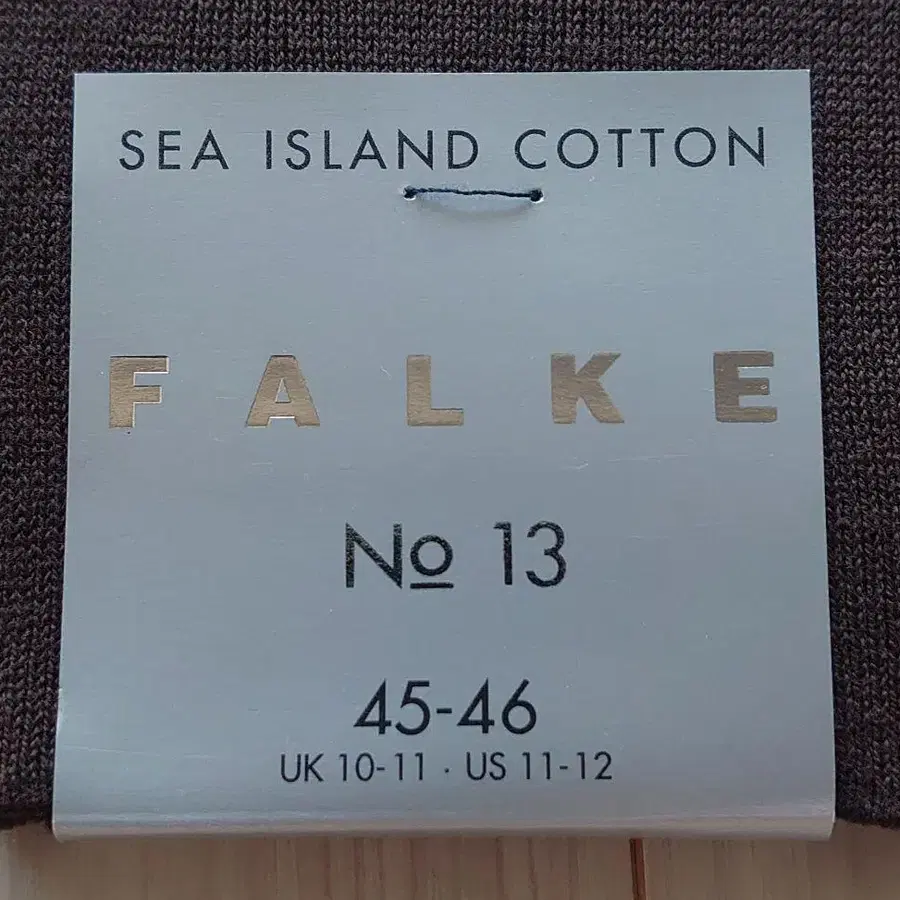 SEA ISLAND COTTON
FALKE
No 13
45-46
UK 10-11 · US 11-12